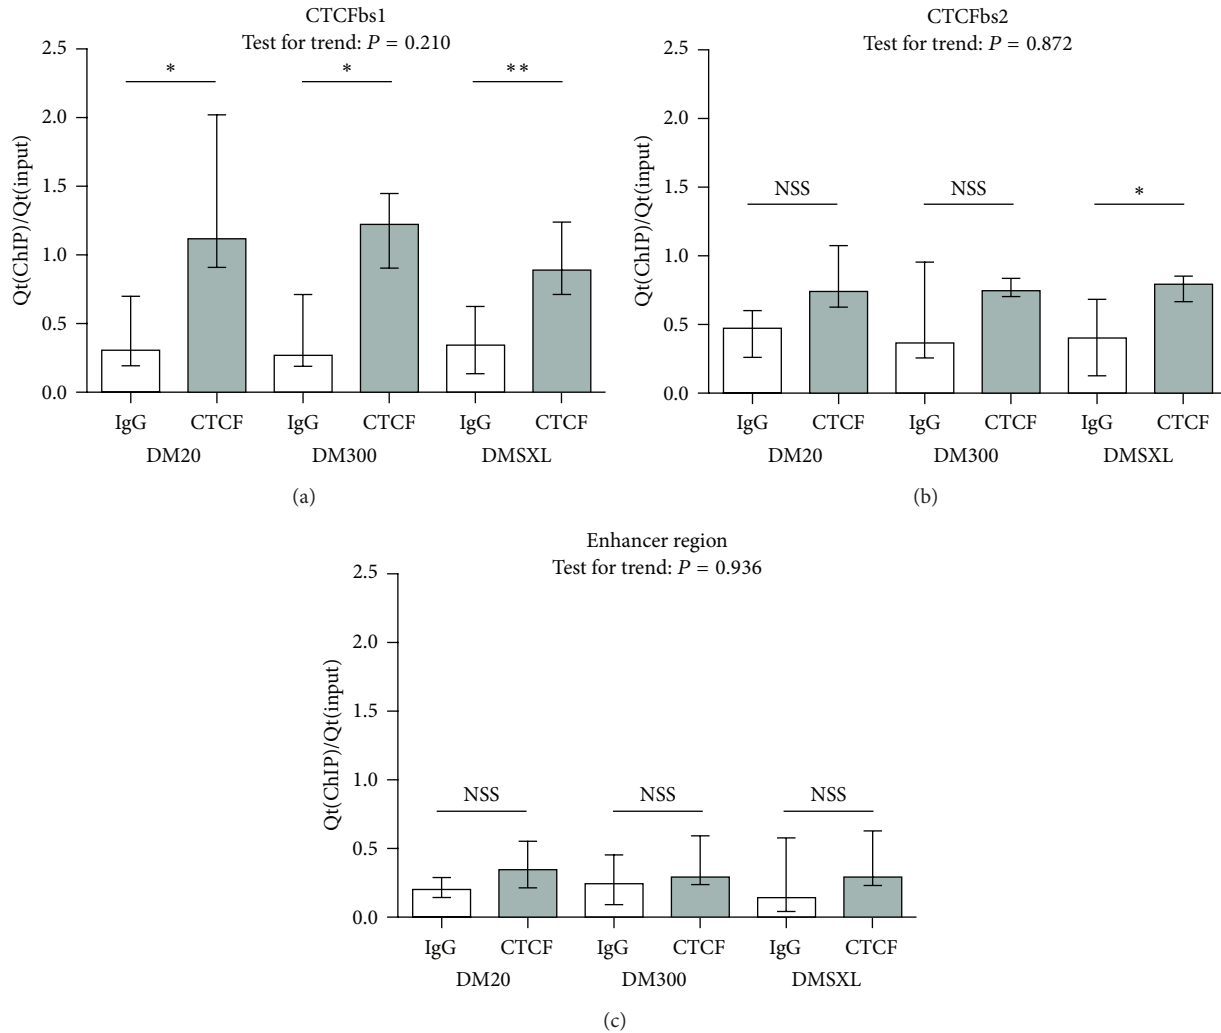 CTCFbs1
Test for trend: P = 0.210
Qt(ChIP)/Qt(input)
2.5
2.0
1.5
1.0
0.5
0.0
* * **
IgG CTCF IgG CTCF IgG CTCF
DM20 DM300 DMSXL
(a)
CTCFbs2
Test for trend: P = 0.872
Qt(ChIP)/Qt(input)
2.5
2.0
1.5
1.0
0.5
0.0
NSS NSS *
IgG CTCF IgG CTCF IgG CTCF
DM20 DM300 DMSXL
(b)
Enhancer region
Test for trend: P = 0.936
Qt(ChIP)/Qt(input)
2.5
2.0
1.5
1.0
0.5
0.0
NSS NSS NSS
IgG CTCF IgG CTCF IgG CTCF
DM20 DM300 DMSXL
(c)